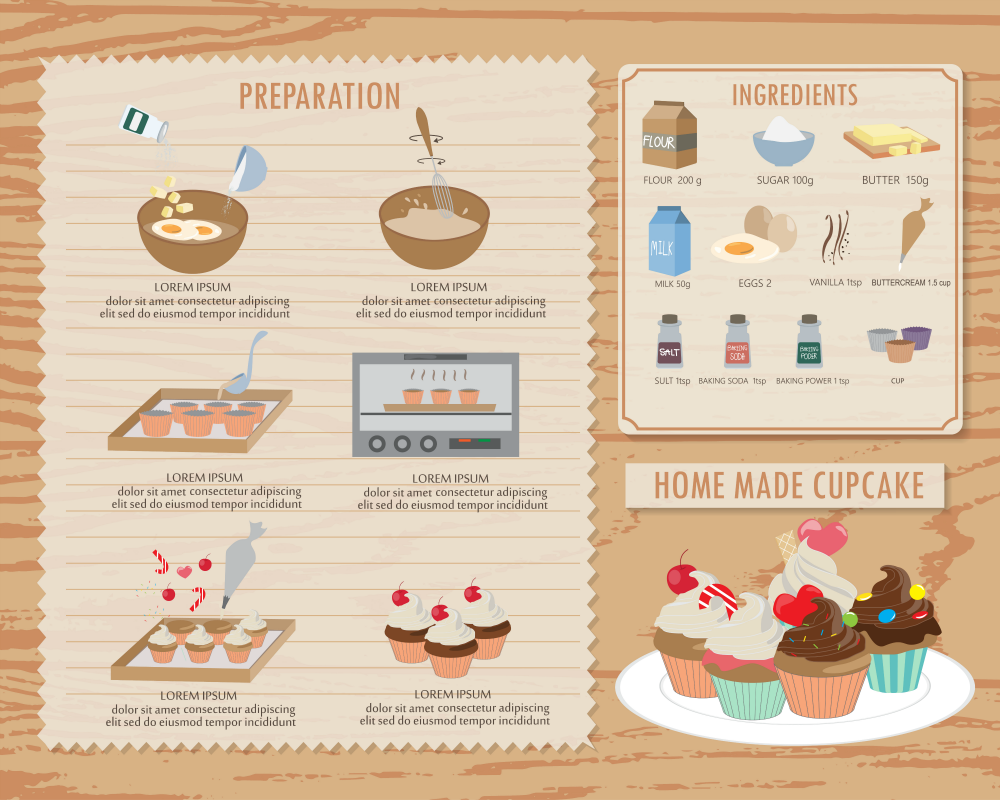 PREPARATION
LOREM IPSUM
dolor sit amet consectetur adipiscing
elit sed do eiusmod tempor incididunt
LOREM IPSUM
dolor sit amet consectetur adipiscing
elit sed do eiusmod tempor incididunt
LOREM IPSUM
dolor sit amet consectetur adipiscing
elit sed do eiusmod tempor incididunt
LOREM IPSUM
dolor sit amet consectetur adipiscing
elit sed do eiusmod tempor incididunt
LOREM IPSUM
dolor sit amet consectetur adipiscing
elit sed do eiusmod tempor incididunt
LOREM IPSUM
dolor sit amet consectetur adipiscing
elit sed do eiusmod tempor incididunt
INGREDIENTS
FLOUR
FLOUR 200 g
SUGAR 100g
BUTTER 150g
MILK
MILK 50g
EGGS 2
VANILLA 1tsp
BUTTERCREAM 1.5 cup
SALT
BAKING
SODA
BAKING
PODER
SULT 1tsp
BAKING SODA 1tsp
BAKING POWER 1 tsp
CUP
HOME MADE CUPCAKE